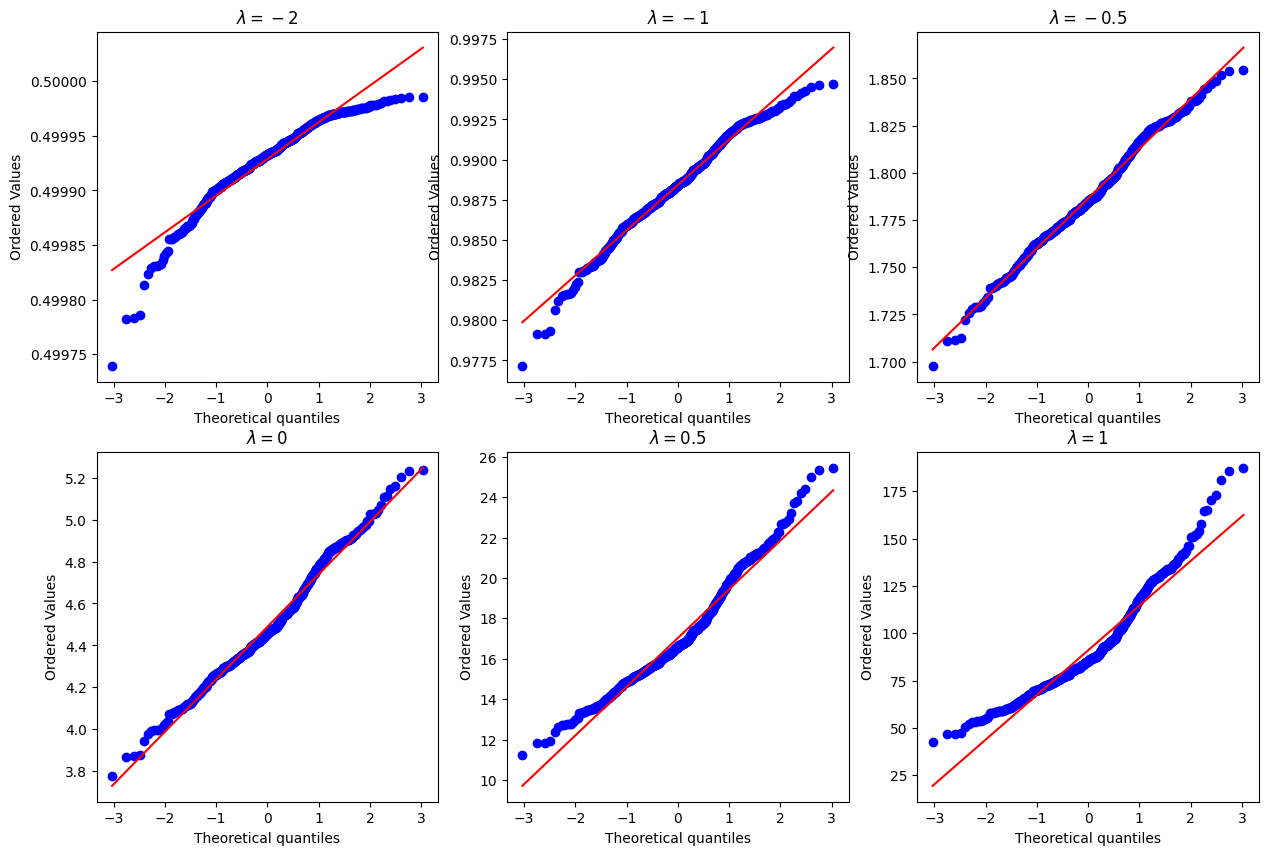 λ = −2
0.50000
0.49995
0.49990
0.49985
0.49980
0.49975
Ordered Values
−3 −2 −1 0 1 2 3
Theoretical quantiles
λ = −1
0.9975
0.9950
0.9925
0.9900
0.9875
0.9850
0.9825
0.9800
0.9775
Ordered Values
−3 −2 −1 0 1 2 3
Theoretical quantiles
λ = −0.5
1.850
1.825
1.800
1.775
1.750
1.725
1.700
Ordered Values
−3 −2 −1 0 1 2 3
Theoretical quantiles
λ = 0
5.2
5.0
4.8
4.6
4.4
4.2
4.0
3.8
Ordered Values
−3 −2 −1 0 1 2 3
Theoretical quantiles
λ = 0.5
26
24
22
20
18
16
14
12
10
Ordered Values
−3 −2 −1 0 1 2 3
Theoretical quantiles
λ = 1
175
150
125
100
75
50
25
Ordered Values
−3 −2 −1 0 1 2 3
Theoretical quantiles